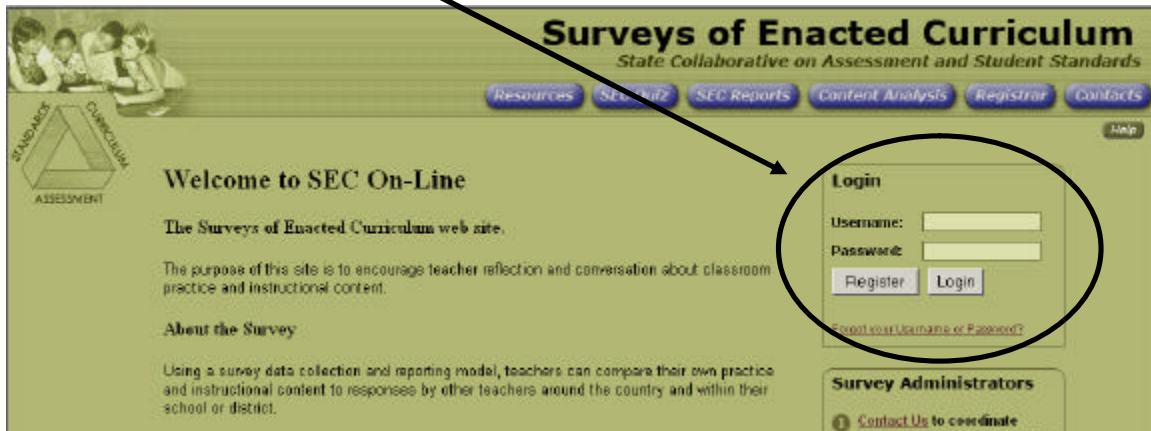 Surveys of Enacted Curriculum
State Collaborative on Assessment and Student Standards
Resources SEC Quiz SEC Reports Content Analysis Registrar Contacts
Help
STANDARDS CURRICULUM ASSESSMENT
Welcome to SEC On-Line
The Surveys of Enacted Curriculum web site.
The purpose of this site is to encourage teacher reflection and conversation about classroom
practice and instructional content.
About the Survey
Using a survey data collection and reporting model, teachers can compare their own practice
and instructional content to responses by other teachers around the country and within their
school or district.
Login
Username:
Password:
Register Login
Forgot your Username or Password?
Survey Administrators
Contact Us to coordinate